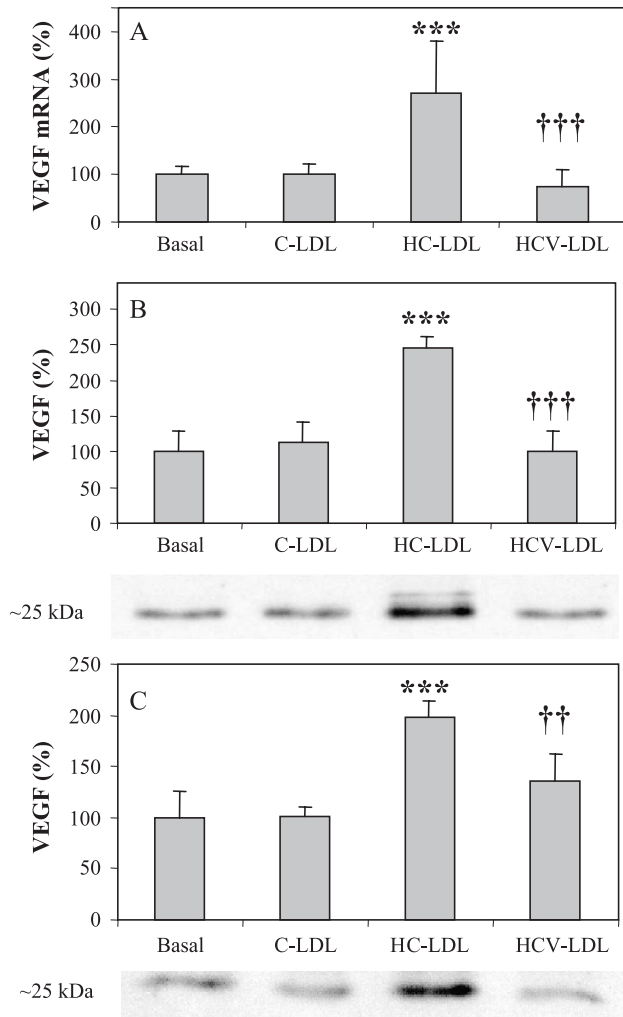 A
VEGF mRNA (%)
400
300
200
100
0
***
†††
Basal C-LDL HC-LDL HCV-LDL
B
VEGF (%)
300
250
200
150
100
50
0
***
†††
Basal C-LDL HC-LDL HCV-LDL
~25 kDa
C
VEGF (%)
250
200
150
100
50
0
***
††
Basal C-LDL HC-LDL HCV-LDL
~25 kDa